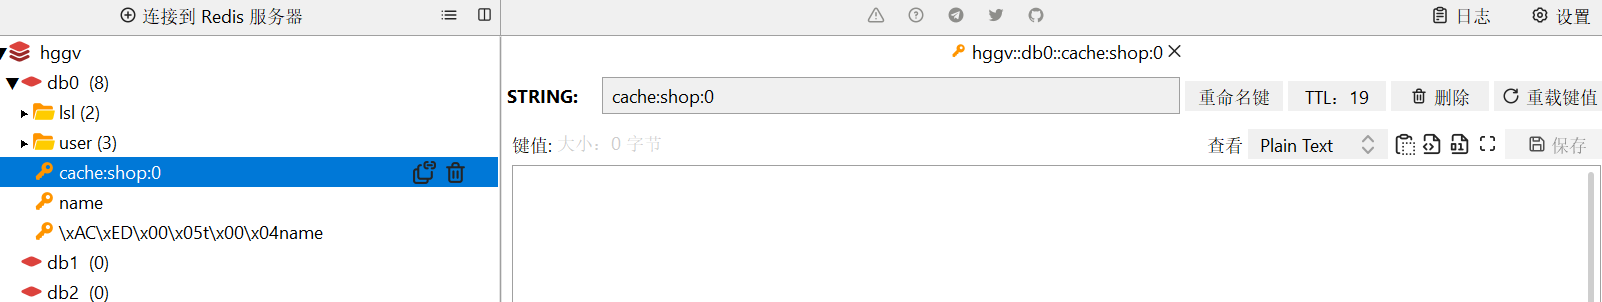 连接到 Redis 服务器
日志
设置
hggv
hggv::db0::cache:shop:0
db0 (8)
STRING:
cache:shop:0
重命名键
TTL：19
删除
重载键值
lsl (2)
user (3)
键值:
大小：0 字节
查看
Plain Text
保存
cache:shop:0
name
\xAC\xED\x00\x05t\x00\x04name
db1 (0)
db2 (0)